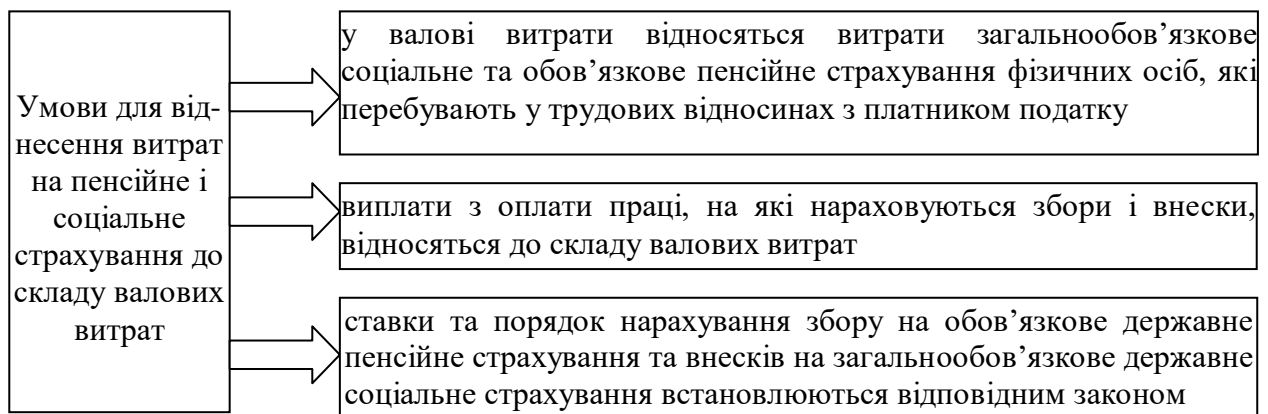 Умови для від-
несення витрат
на пенсійне і
соціальне
страхування до
складу валових
витрат
у валові витрати відносяться витрати загальнообов’язкове
соціальне та обов’язкове пенсійне страхування фізичних осіб, які
перебувають у трудових відносинах з платником податку
виплати з оплати праці, на які нараховуються збори і внески,
відносяться до складу валових витрат
ставки та порядок нарахування збору на обов’язкове державне
пенсійне страхування та внесків на загальнообов’язкове державне
соціальне страхування встановлюються відповідним законом